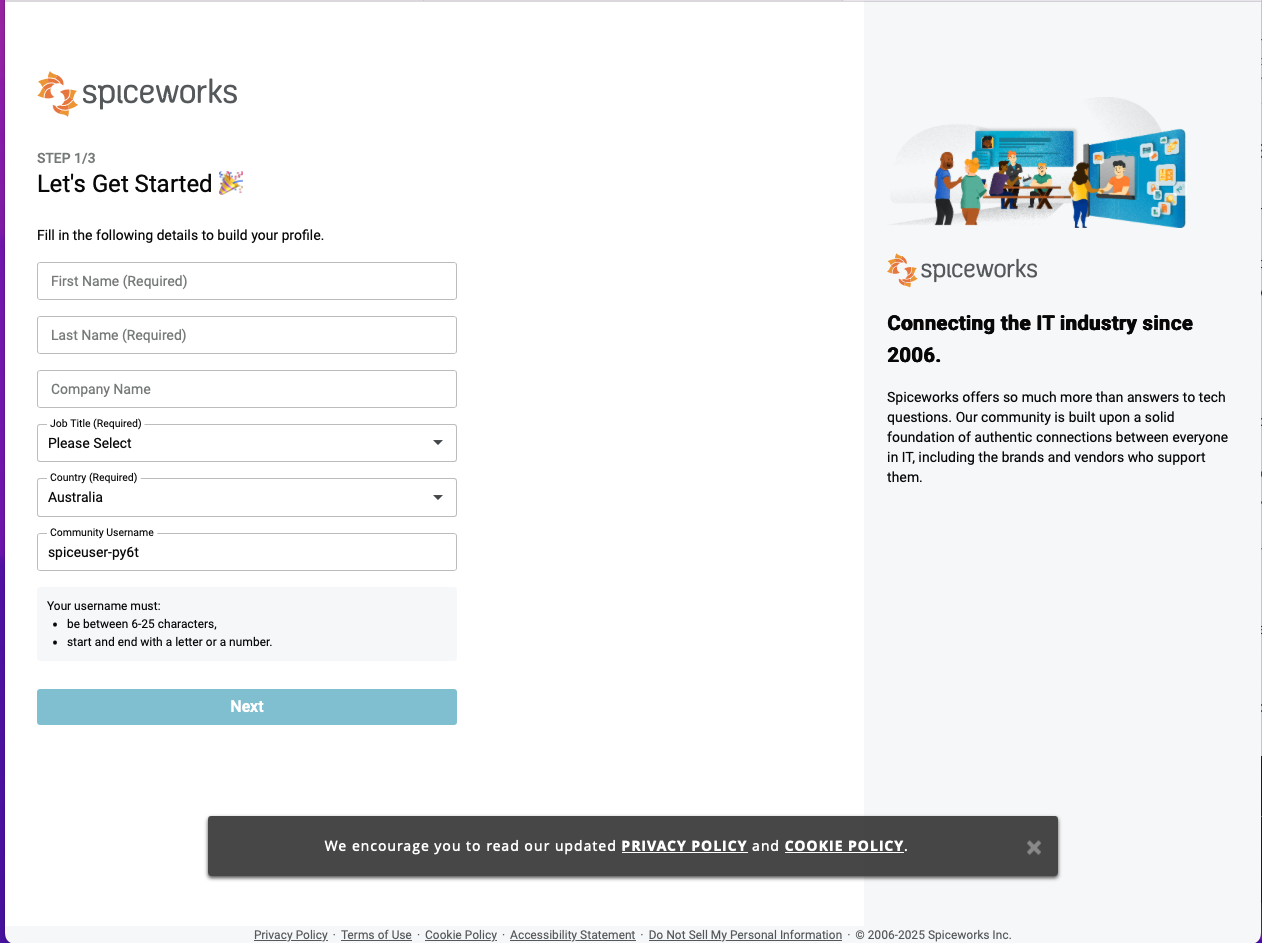 spiceworks
STEP 1/3
Let's Get Started 🎉
Fill in the following details to build your profile.
First Name (Required)
Last Name (Required)
Company Name
Job Title (Required)
Please Select
Country (Required)
Australia
Community Username
spiceuser-py6t
Your username must:
• be between 6-25 characters,
• start and end with a letter or a number.
Next
spiceworks
Connecting the IT industry since
2006.
Spiceworks offers so much more than answers to tech
questions. Our community is built upon a solid
foundation of authentic connections between everyone
in IT, including the brands and vendors who support
them.
We encourage you to read our updated PRIVACY POLICY and COOKIE POLICY.
Privacy Policy · Terms of Use · Cookie Policy · Accessibility Statement · Do Not Sell My Personal Information · © 2006-2025 Spiceworks Inc.